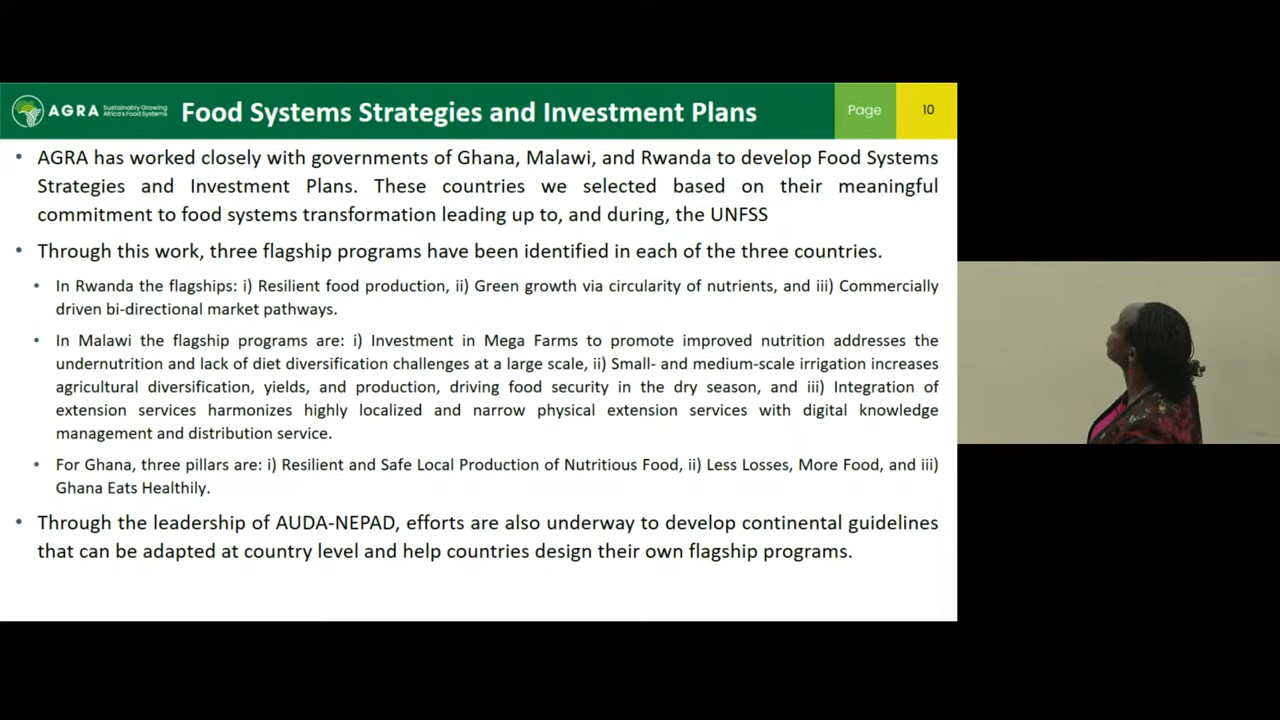 AGRA Sustainably Growing Africa's Food Systems
Food Systems Strategies and Investment Plans
Page 10
• AGRA has worked closely with governments of Ghana, Malawi, and Rwanda to develop Food Systems
Strategies and Investment Plans. These countries we selected based on their meaningful
commitment to food systems transformation leading up to, and during, the UNFSS
• Through this work, three flagship programs have been identified in each of the three countries.
• In Rwanda the flagships: i) Resilient food production, ii) Green growth via circularity of nutrients, and iii) Commercially
driven bi-directional market pathways.
• In Malawi the flagship programs are: i) Investment in Mega Farms to promote improved nutrition addresses the
undernutrition and lack of diet diversification challenges at a large scale, ii) Small- and medium-scale irrigation increases
agricultural diversification, yields, and production, driving food security in the dry season, and iii) Integration of
extension services harmonizes highly localized and narrow physical extension services with digital knowledge
management and distribution service.
• For Ghana, three pillars are: i) Resilient and Safe Local Production of Nutritious Food, ii) Less Losses, More Food, and iii)
Ghana Eats Healthily.
• Through the leadership of AUDA-NEPAD, efforts are also underway to develop continental guidelines
that can be adapted at country level and help countries design their own flagship programs.